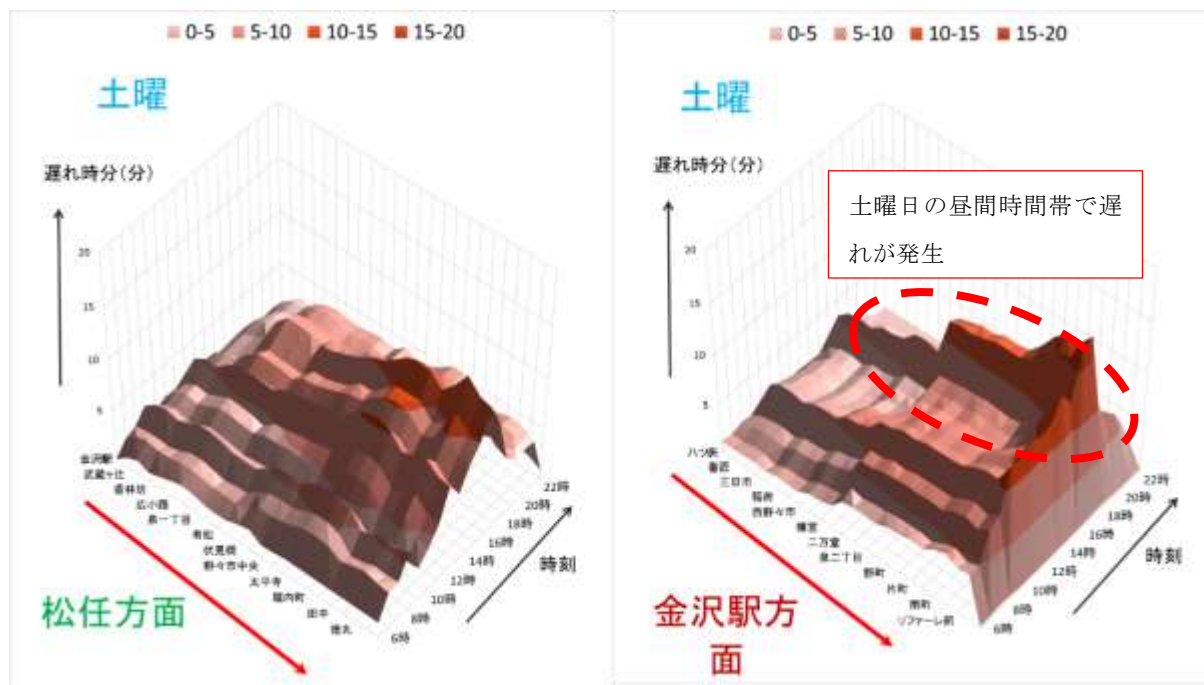 0-5 5-10 10-15 15-20
土曜
遅れ時分(分)
20
15
10
5
金沢駅
武蔵ヶ辻
香林坊
広小路
泉一丁目
有松
伏見橋
野々市中央
太平寺
堀内町
田中
徳丸
6時
8時
10時
12時
14時
16時
18時
20時
22時
時刻
松任方面
0-5 5-10 10-15 15-20
土曜
遅れ時分(分)
土曜日の昼間時間帯で遅
れが発生
20
15
10
5
八ツ矢
番匠
三日市
稲荷
西野々市
横宮
二万堂
泉二丁目
野町
片町
南町
リファーレ前
6時
8時
10時
12時
14時
16時
18時
20時
22時
時刻
金沢駅方
面